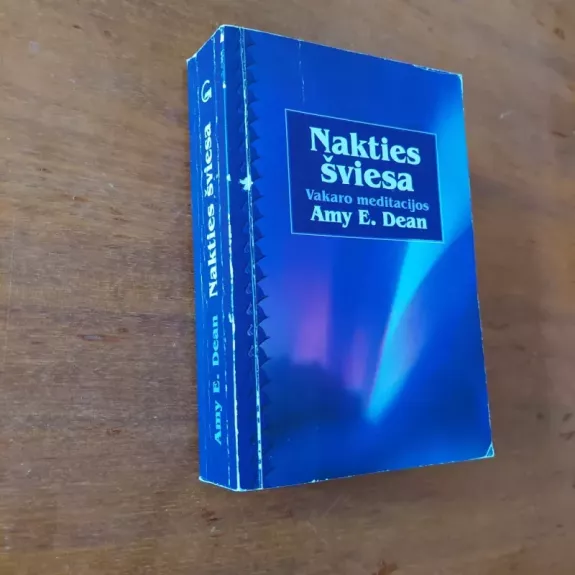 Nakties
šviesa
Vakaro meditacijos
Amy E. Dean
Amy E. Dean Nakties šviesa